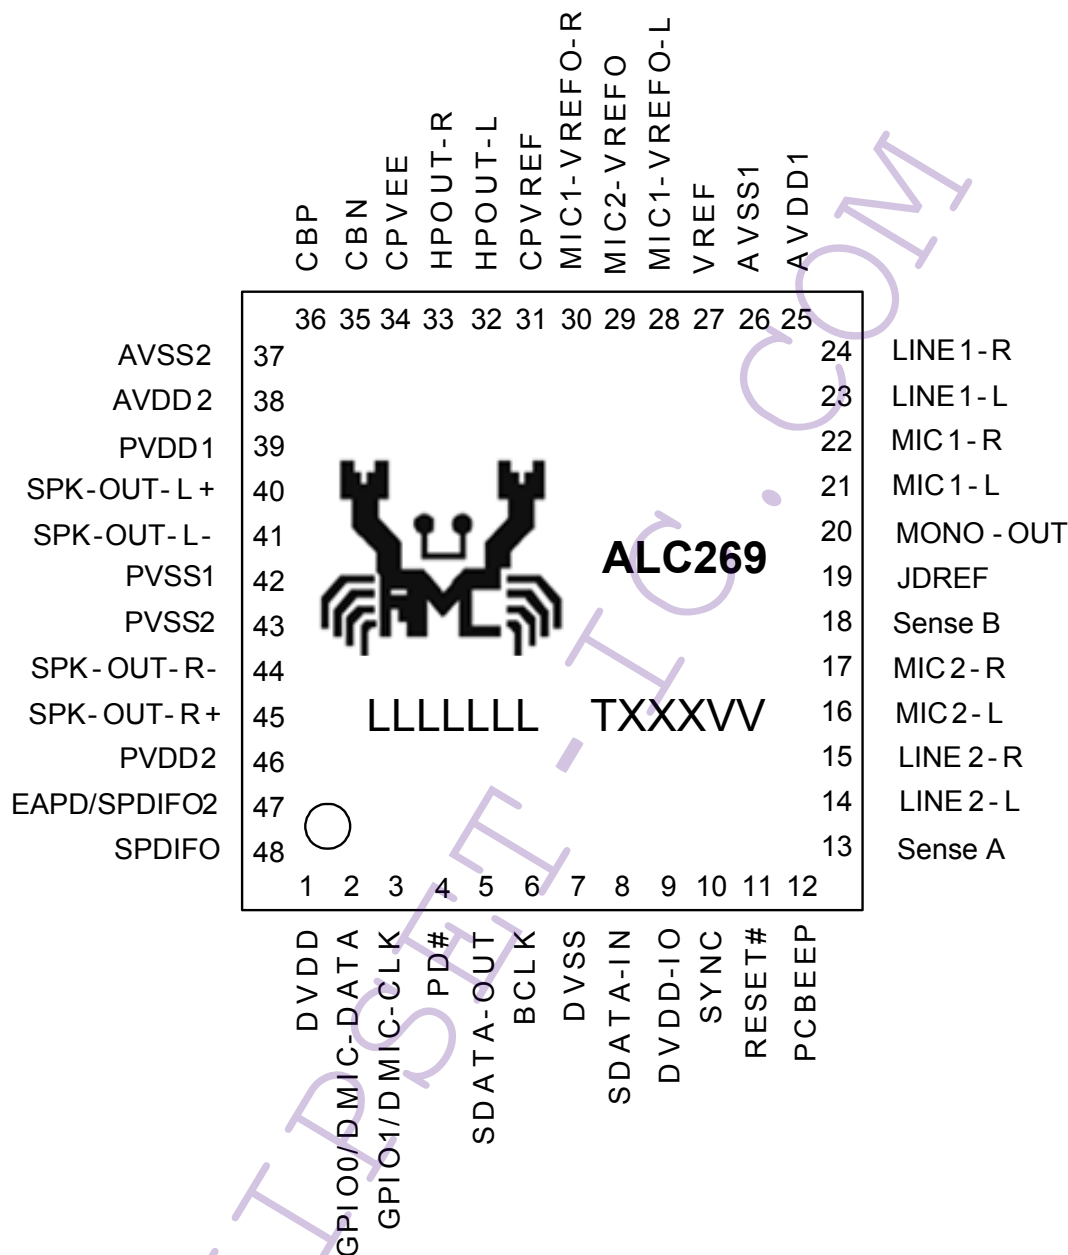 CBP
CBN
CPVEE
HPOUT-R
HPOUT-L
CPVREF
MIC1-VREFO-R
MIC2-VREFO
MIC1-VREFO-L
VREF
AVSS1
AVDD1
36 35 34 33 32 31 30 29 28 27 26 25
AVSS2 37
AVDD2 38
PVDD1 39
SPK-OUT-L+ 40
SPK-OUT-L- 41
PVSS1 42
PVSS2 43
SPK-OUT-R- 44
SPK-OUT-R+ 45
PVDD2 46
EAPD/SPDIFO2 47
SPDIFO 48
ALC269
LLLLLLL TXXXVV
24 LINE1-R
23 LINE1-L
22 MIC1-R
21 MIC1-L
20 MONO-OUT
19 JDREF
18 Sense B
17 MIC2-R
16 MIC2-L
15 LINE2-R
14 LINE2-L
13 Sense A
1 2 3 4 5 6 7 8 9 10 11 12
DVDD
GPIO0/DMIC-DATA
GPIO1/DMIC-CLK
PD#
SDATA-OUT
BCLK
DVSS
SDATA-IN
DVDD-IO
SYNC
RESET#
PCBEEP
IPSET-IC.COM